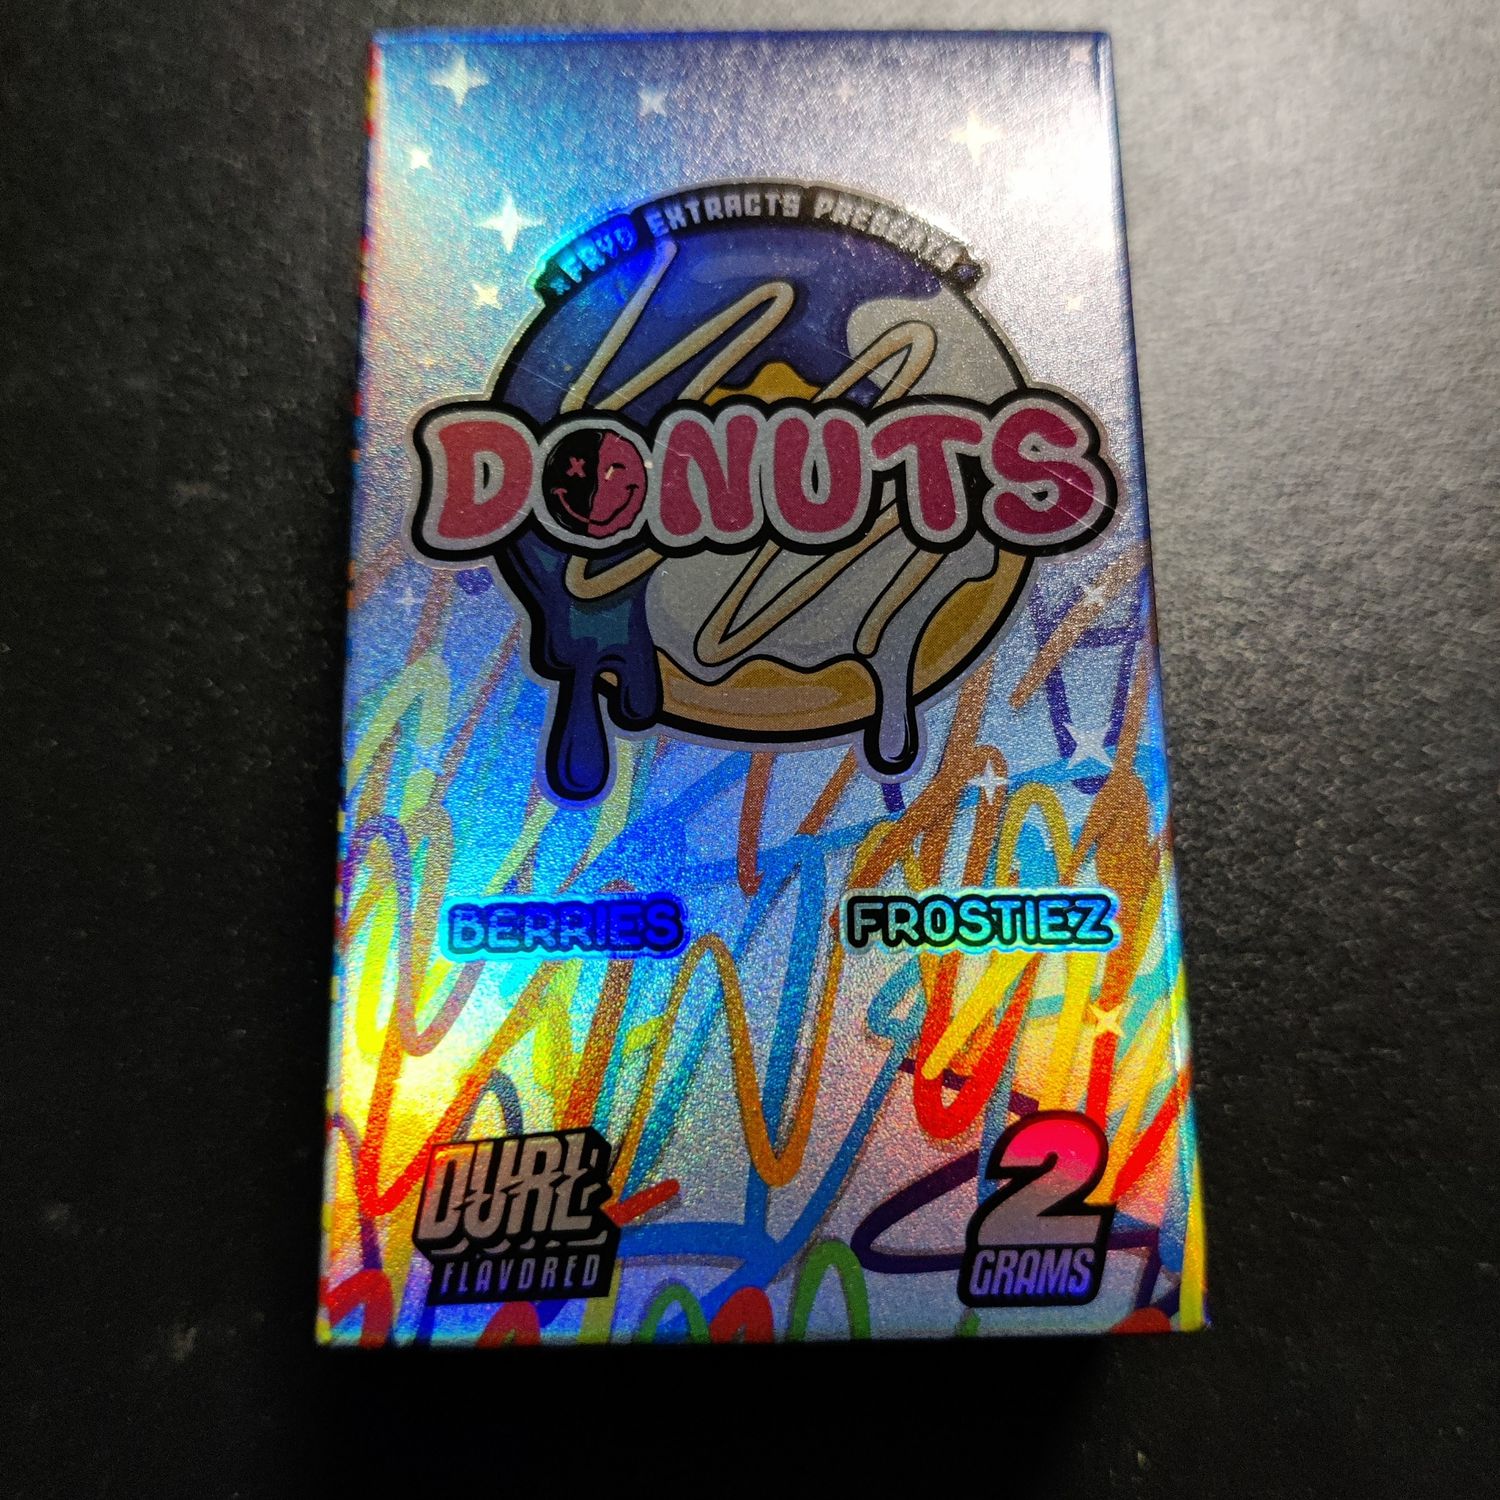 FRYD EXTRACTS PRESENTS
DONUTS
BERRIES
FROSTIEZ
DUAL
FLAVORED
2
GRAMS